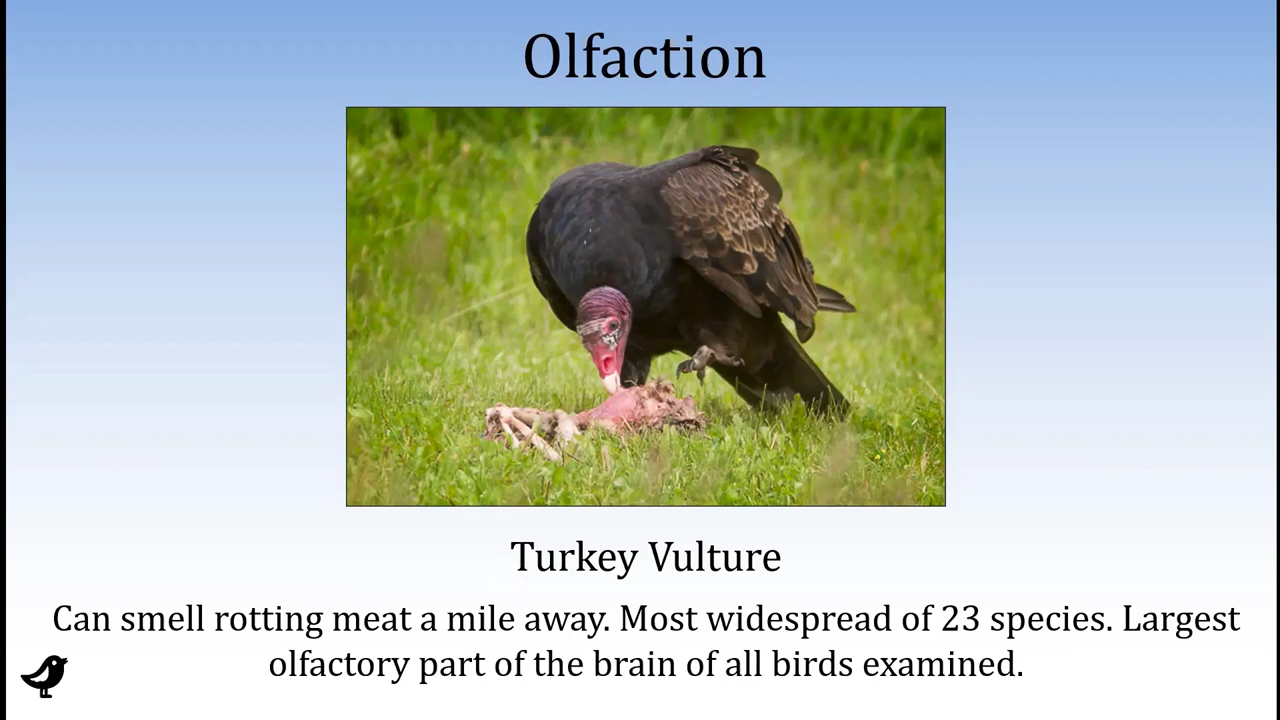 Olfaction
Turkey Vulture
Can smell rotting meat a mile away. Most widespread of 23 species. Largest
olfactory part of the brain of all birds examined.